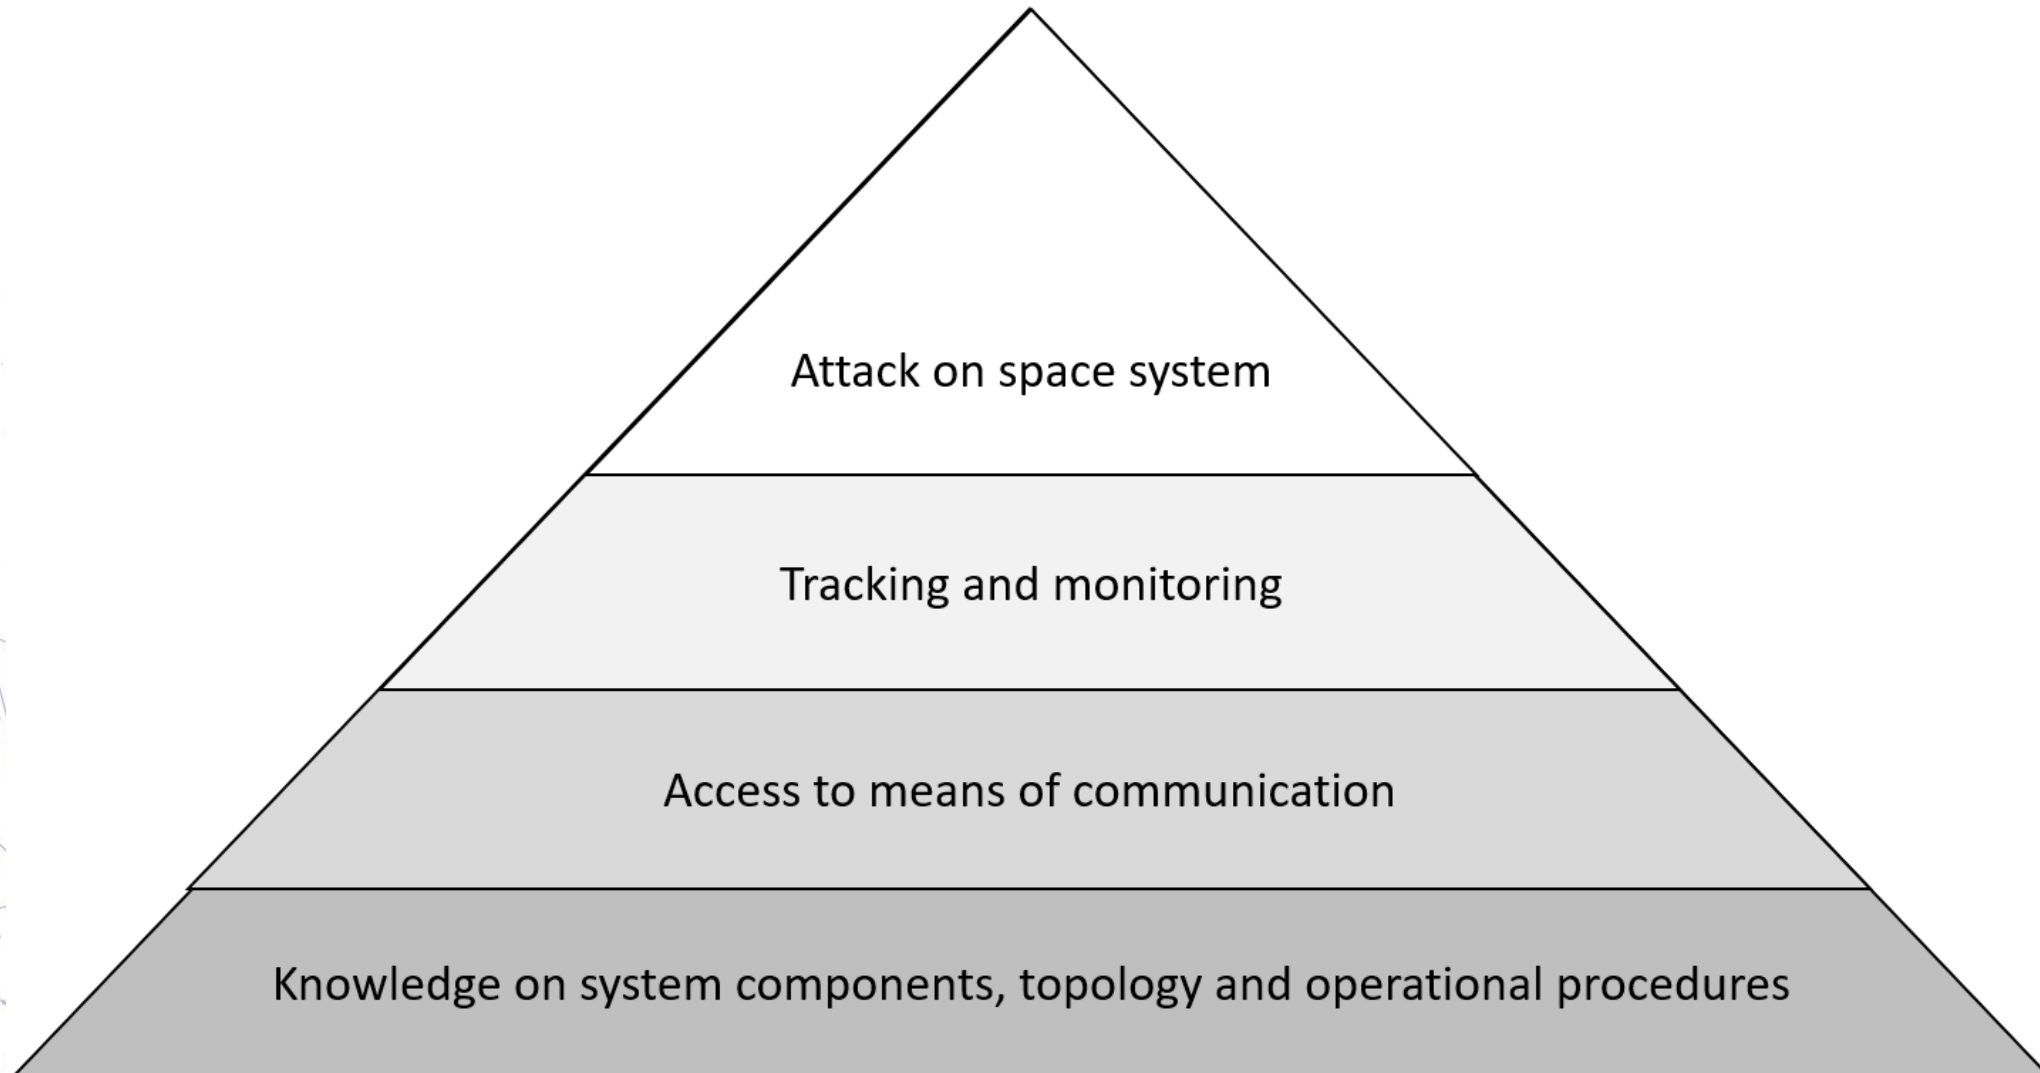 Attack on space system
Tracking and monitoring
Access to means of communication
Knowledge on system components, topology and operational procedures